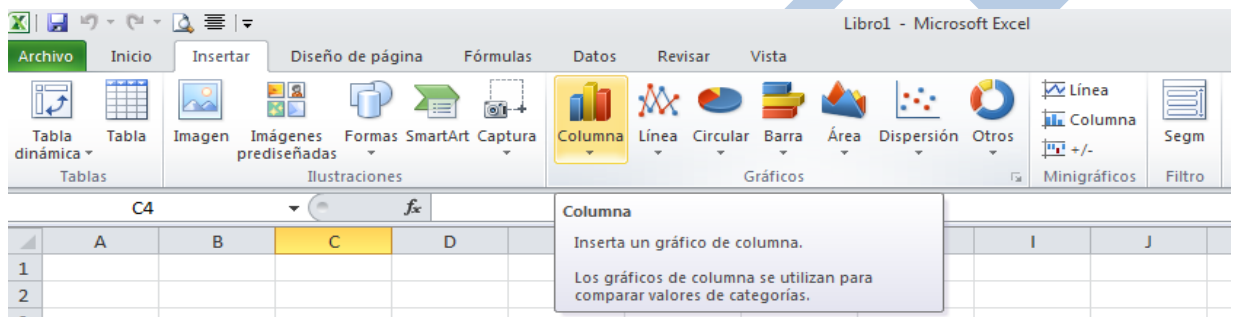 Libro1 - Microsoft Excel
Archivo Inicio Insertar Diseño de página Fórmulas Datos Revisar Vista
Tabla dinámica
Tabla
Imagen
Imágenes prediseñadas
Formas
SmartArt
Captura
Columna
Línea
Circular
Barra
Área
Dispersión
Otros
Línea
Columna
+/-
Segm
Tablas Ilustraciones Gráficos Minigráficos Filtro
C4 fx
Columna
Inserta un gráfico de columna.
Los gráficos de columna se utilizan para
comparar valores de categorías.
A B C D I J
1
2